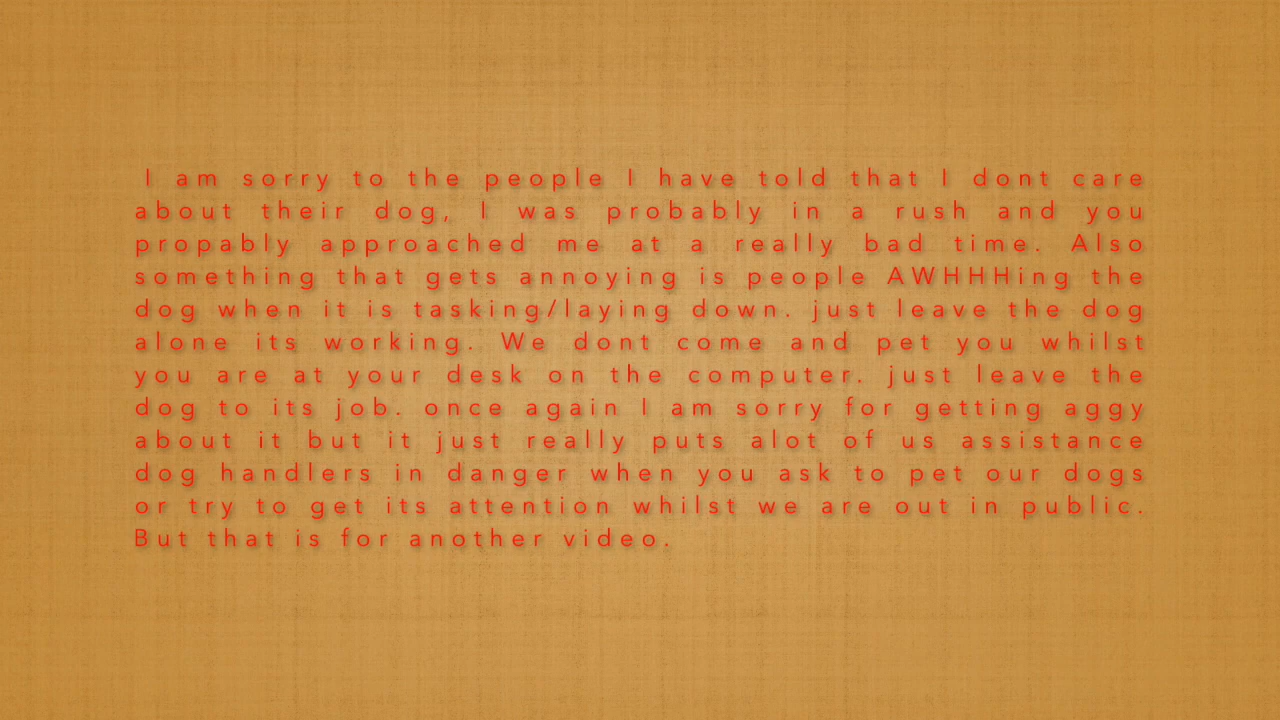 I am sorry to the people I have told that I dont care
about their dog, I was probably in a rush and you
propably approached me at a really bad time. Also
something that gets annoying is people AWHHHing the
dog when it is tasking/laying down. just leave the dog
alone its working. We dont come and pet you whilst
you are at your desk on the computer. just leave the
dog to its job. once again I am sorry for getting aggy
about it but it just really puts alot of us assistance
dog handlers in danger when you ask to pet our dogs
or try to get its attention whilst we are out in public.
But that is for another video.